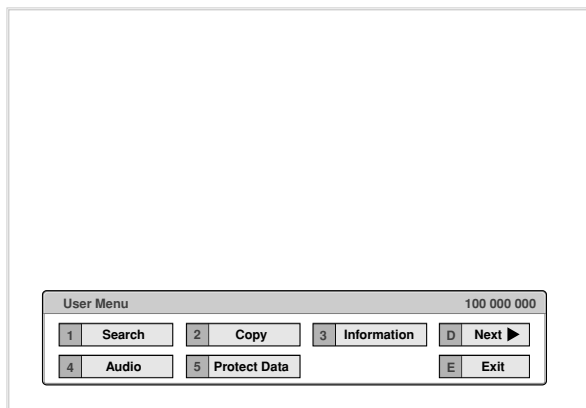 User Menu 100 000 000
1 Search 2 Copy 3 Information D Next ▶
4 Audio 5 Protect Data E Exit